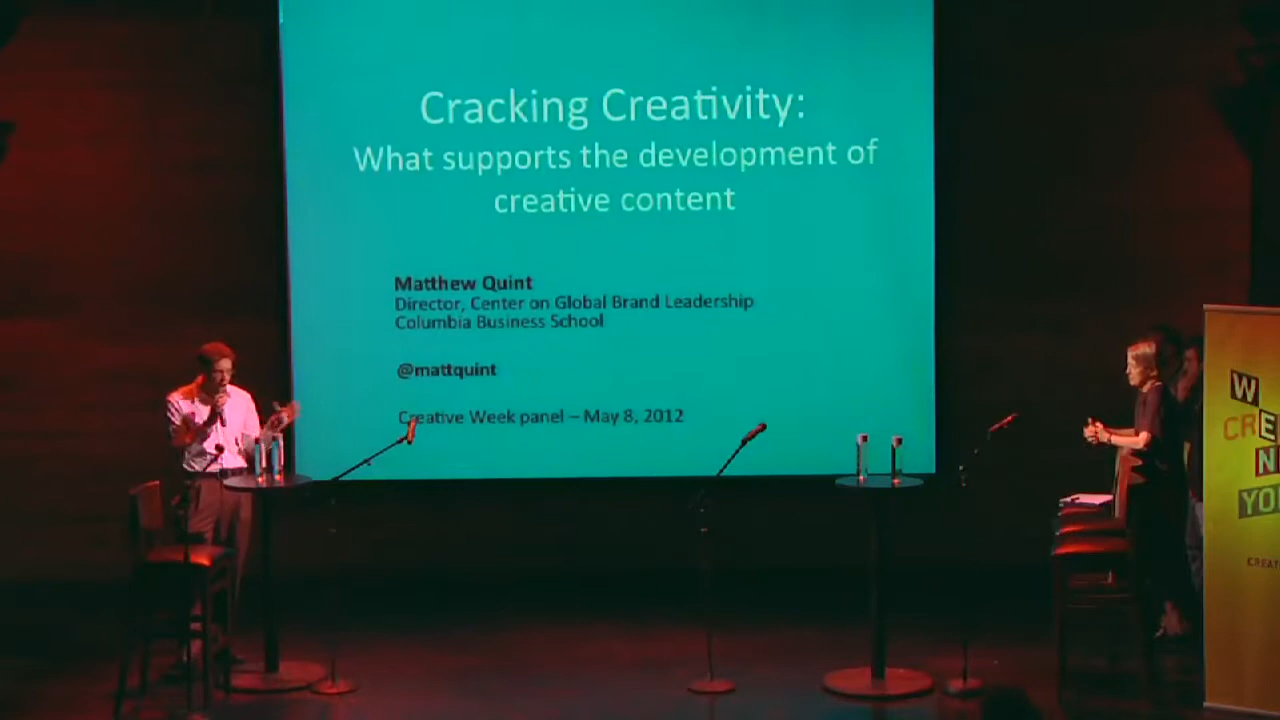 Cracking Creativity:
What supports the development of
creative content
Matthew Quint
Director, Center on Global Brand Leadership
Columbia Business School
@mattquint
Creative Week panel – May 8, 2012
W
CRE
N
YO
CREAT